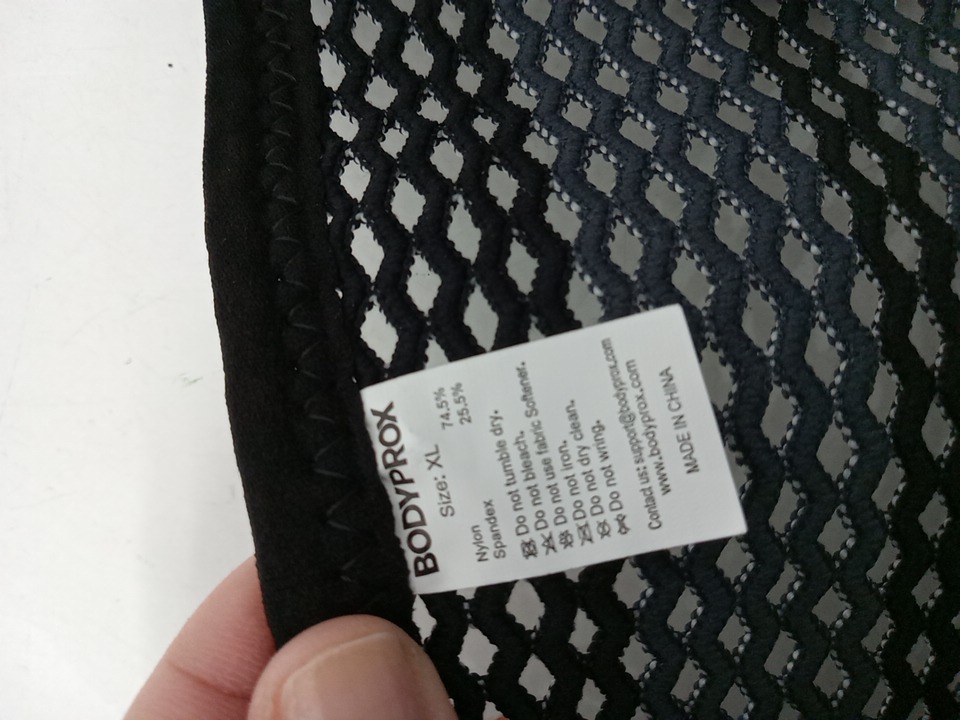 BODYPROX
Size: XL
Nylon 74.5%
Spandex 25.5%
Do not tumble dry.
Do not bleach.
Do not use fabric Softener.
Do not iron.
Do not dry clean.
Do not wring.
Contact us: support@bodyprox.com
www.bodyprox.com
MADE IN CHINA